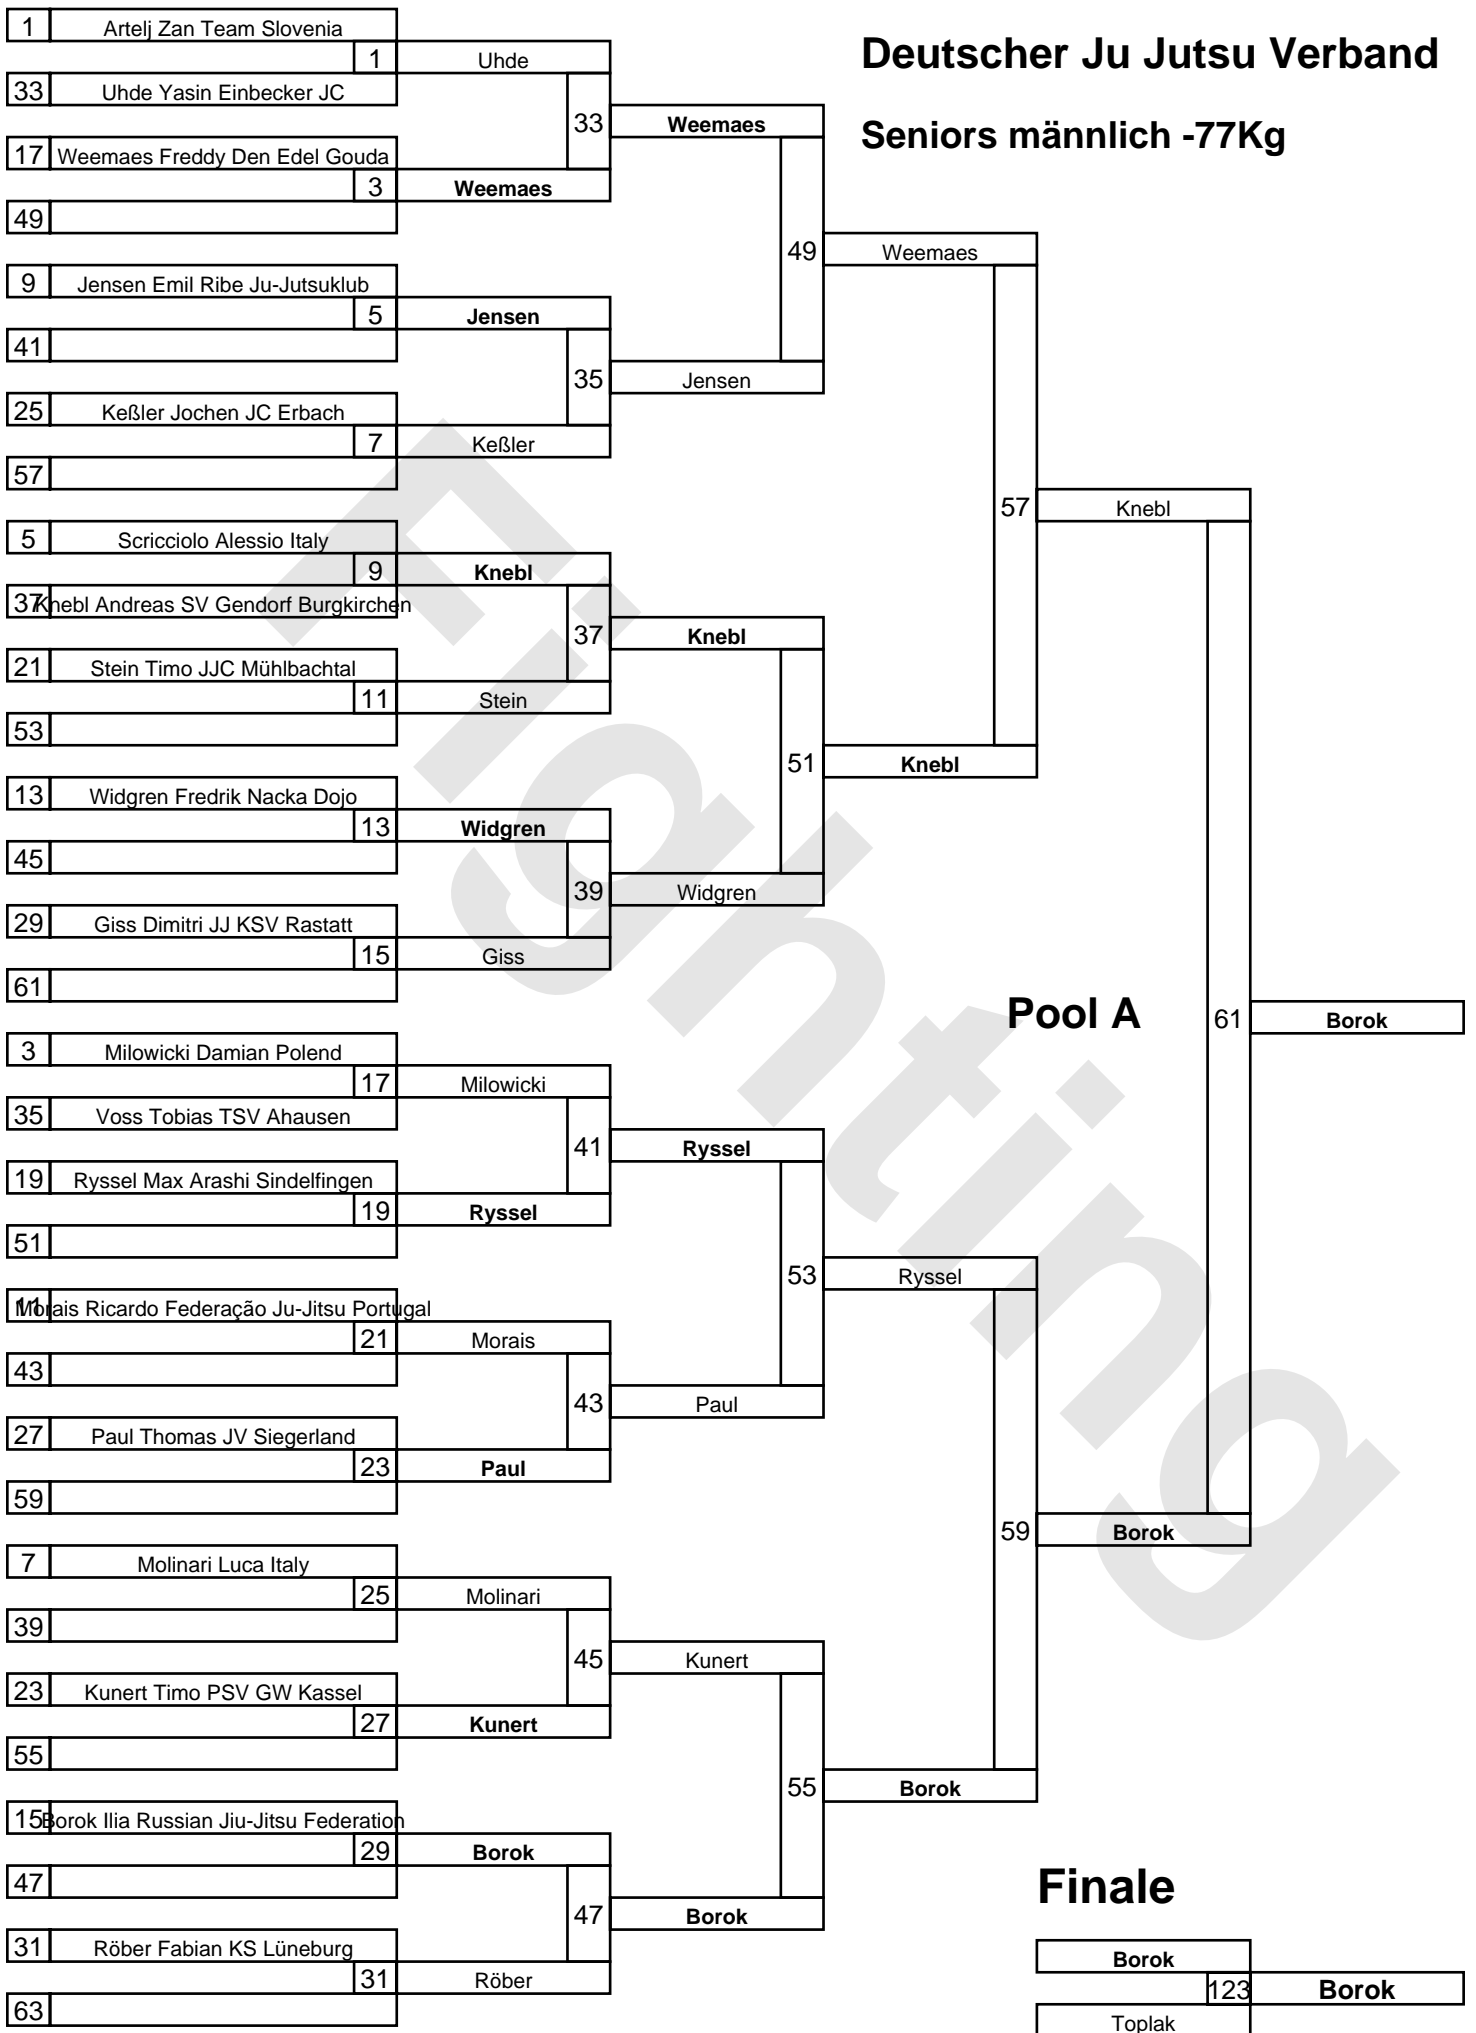 Deutscher Ju Jutsu Verband
Seniors männlich -77Kg
1 Artelj Zan Team Slovenia
1 Uhde
33 Uhde Yasin Einbecker JC
33 Weemaes
17 Weemaes Freddy Den Edel Gouda
3 Weemaes
49
49 Weemaes
9 Jensen Emil Ribe Ju-Jutsuklub
5 Jensen
41
35 Jensen
25 Keßler Jochen JC Erbach
7 Keßler
57
57 Knebl
5 Scricciolo Alessio Italy
9 Knebl
37 Knebl Andreas SV Gendorf Burgkirchen
37 Knebl
21 Stein Timo JJC Mühlbachtal
11 Stein
53
51 Knebl
13 Widgren Fredrik Nacka Dojo
13 Widgren
45
39 Widgren
29 Giss Dimitri JJ KSV Rastatt
15 Giss
61
Pool A
61 Borok
3 Milowicki Damian Polend
17 Milowicki
35 Voss Tobias TSV Ahausen
41 Ryssel
19 Ryssel Max Arashi Sindelfingen
19 Ryssel
51
53 Ryssel
11 Morais Ricardo Federação Ju-Jitsu Portugal
21 Morais
43
43 Paul
27 Paul Thomas JV Siegerland
23 Paul
59
59 Borok
7 Molinari Luca Italy
25 Molinari
39
45 Kunert
23 Kunert Timo PSV GW Kassel
27 Kunert
55
55 Borok
15 Borok Ilia Russian Jiu-Jitsu Federation
29 Borok
47
47 Borok
31 Röber Fabian KS Lüneburg
31 Röber
63
Finale
Borok
123 Borok
Toplak
Fighting